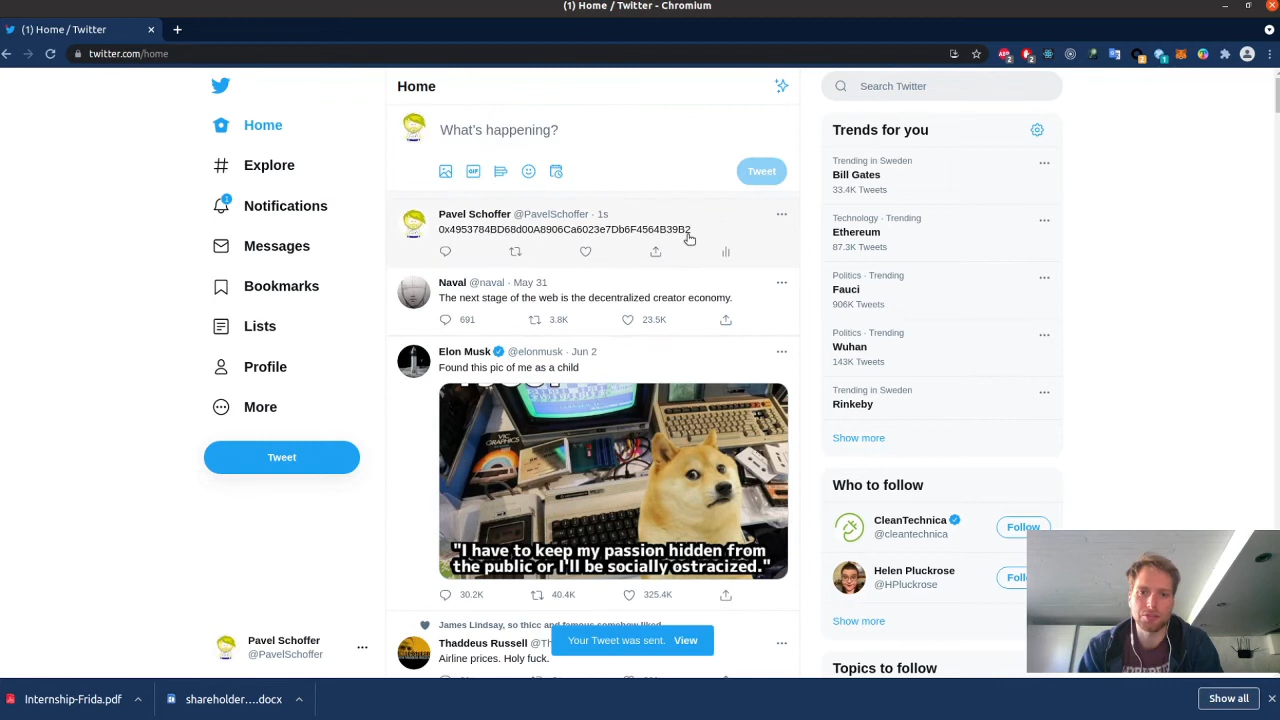 (1) Home / Twitter - Chromium
(1) Home / Twitter
twitter.com/home
Home
Explore
Notifications
Messages
Bookmarks
Lists
Profile
More
Tweet
Pavel Schoffer
@PavelSchoffer
Home
What's happening?
GIF
Tweet
Pavel Schoffer @PavelSchoffer · 1s
0x4953784BD68d00A8906Ca6023e7Db6F4564B39B2
Naval @naval · May 31
The next stage of the web is the decentralized creator economy.
691 3.8K 23.5K
Elon Musk @elonmusk · Jun 2
Found this pic of me as a child
"I have to keep my passion hidden from
the public or I'll be socially ostracized."
30.2K 40.4K 325.4K
James Lindsay, so thicc and famous somehow liked
Thaddeus Russell
Airline prices. Holy fuck.
Your Tweet was sent. View
Search Twitter
Trends for you
Trending in Sweden
Bill Gates
33.4K Tweets
Technology · Trending
Ethereum
87.3K Tweets
Politics · Trending
Fauci
906K Tweets
Politics · Trending
Wuhan
143K Tweets
Trending in Sweden
Rinkeby
Show more
Who to follow
CleanTechnica
@cleantechnica
Follow
Helen Pluckrose
@HPluckrose
Foll
Show more
Topics to follow
Internship-Frida.pdf
shareholder....docx
Show all